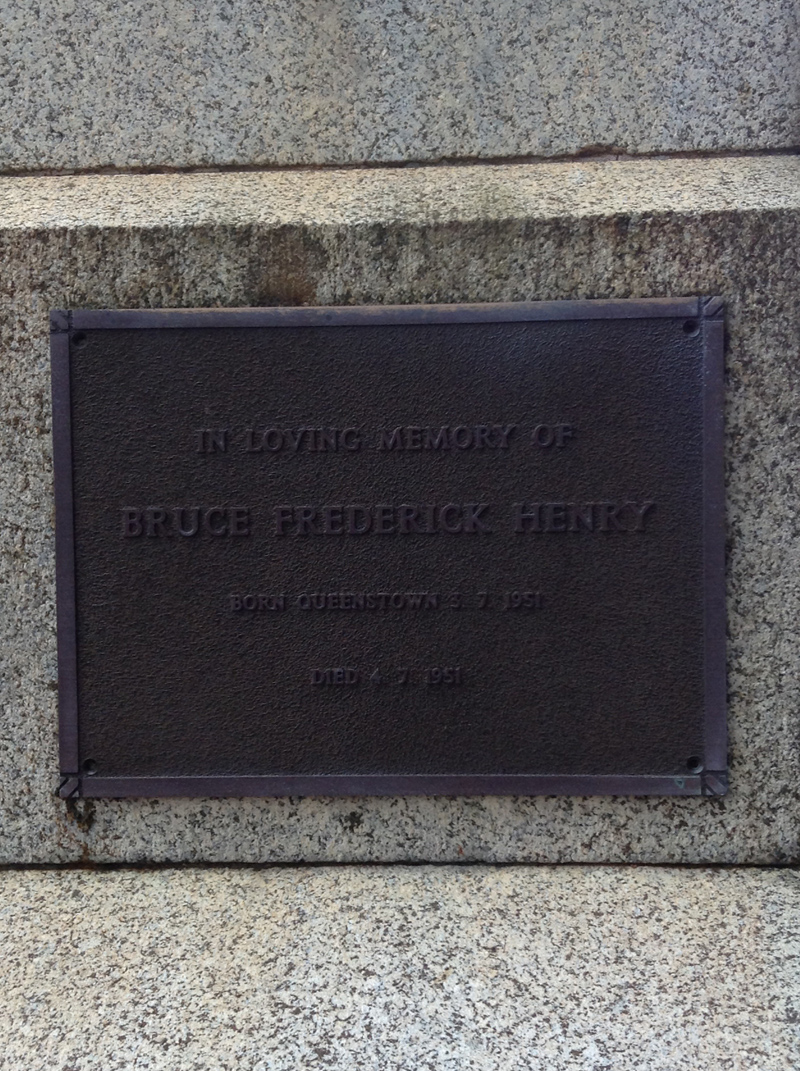 IN LOVING MEMORY OF
BRUCE FREDERICK HENRY
BORN QUEENSTOWN 3. 7. 1951
DIED 4. 7. 1951